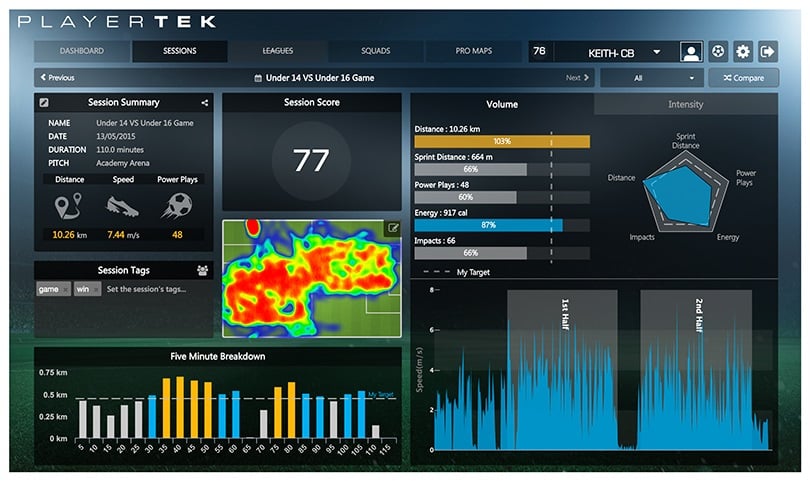 PLAYERTEK
DASHBOARD SESSIONS LEAGUES SQUADS PRO MAPS 76 KEITH- CB
Previous Under 14 VS Under 16 Game Next All Compare
Session Summary
NAME Under 14 VS Under 16 Game
DATE 13/05/2015
DURATION 110.0 minutes
PITCH Academy Arena
Distance Speed Power Plays
10.26 km 7.44 m/s 48
Session Tags
game × win × Set the session's tags...
Session Score
77
Five Minute Breakdown
0.75 km
0.5 km
0.25 km
0 km
My Target
5 10 15 20 25 30 35 40 45 50 55 60 65 70 75 80 85 90 95 100 105 110 115
Volume Intensity
Distance : 10.26 km
103%
Sprint Distance : 664 m
66%
Power Plays : 48
60%
Energy : 917 cal
87%
Impacts : 66
66%
My Target
Sprint
Distance
Distance
Power
Plays
Impacts
Energy
Speed(m/s)
8
6
4
2
0
1st Half
2nd Half